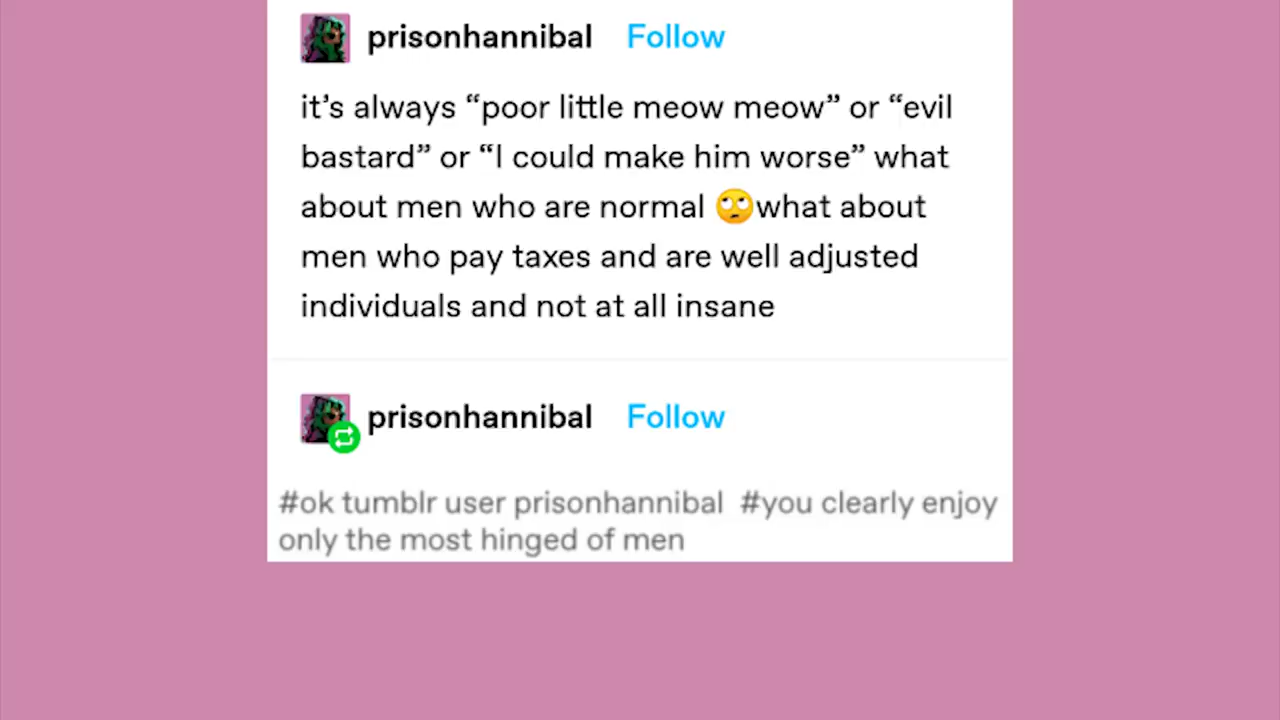 prisonhannibal Follow
it's always “poor little meow meow” or “evil
bastard” or “I could make him worse” what
about men who are normal 🙄what about
men who pay taxes and are well adjusted
individuals and not at all insane
prisonhannibal Follow
#ok tumblr user prisonhannibal #you clearly enjoy
only the most hinged of men